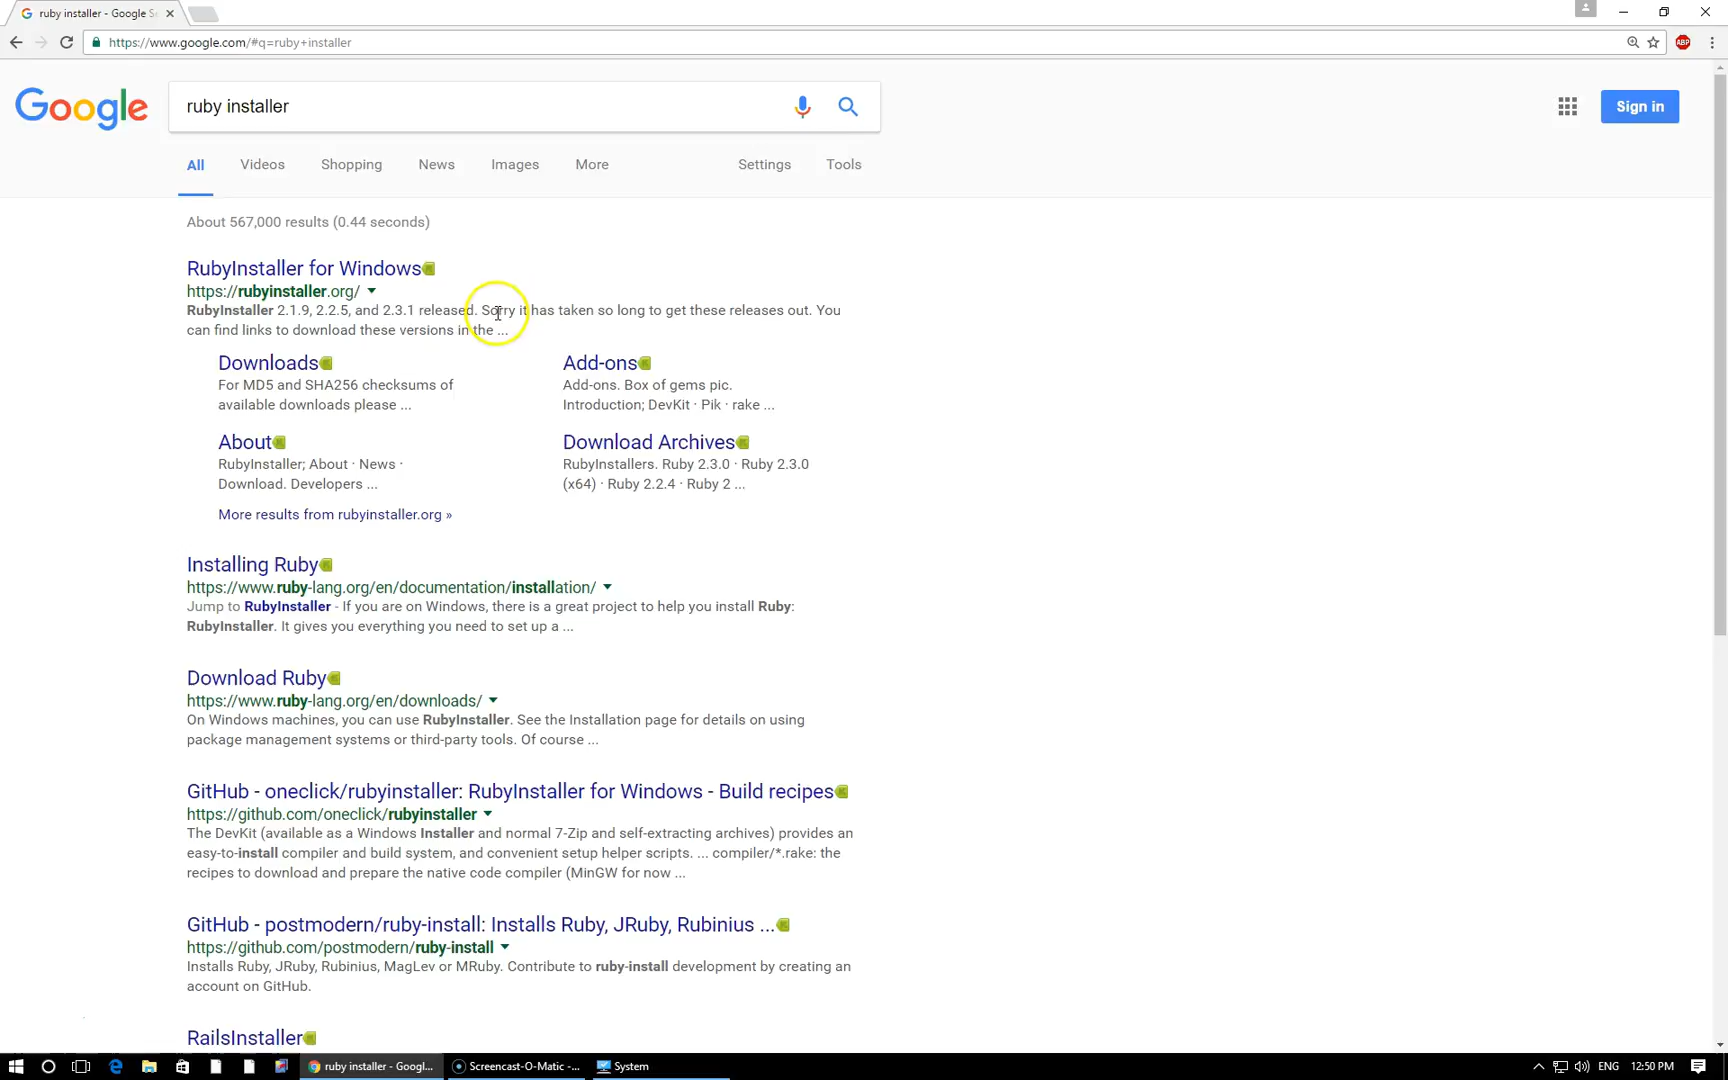 ruby installer - Google Se
https://www.google.com/#q=ruby+installer
ABP
Google
ruby installer
Sign in
All Videos Shopping News Images More Settings Tools
About 567,000 results (0.44 seconds)
RubyInstaller for Windows
https://rubyinstaller.org/
RubyInstaller 2.1.9, 2.2.5, and 2.3.1 released. Sorry it has taken so long to get these releases out. You
can find links to download these versions in the ...
Downloads
For MD5 and SHA256 checksums of
available downloads please ...
Add-ons
Add-ons. Box of gems pic.
Introduction; DevKit · Pik · rake ...
About
RubyInstaller; About · News ·
Download. Developers ...
Download Archives
RubyInstallers. Ruby 2.3.0 · Ruby 2.3.0
(x64) · Ruby 2.2.4 · Ruby 2 ...
More results from rubyinstaller.org »
Installing Ruby
https://www.ruby-lang.org/en/documentation/installation/
Jump to RubyInstaller - If you are on Windows, there is a great project to help you install Ruby:
RubyInstaller. It gives you everything you need to set up a ...
Download Ruby
https://www.ruby-lang.org/en/downloads/
On Windows machines, you can use RubyInstaller. See the Installation page for details on using
package management systems or third-party tools. Of course ...
GitHub - oneclick/rubyinstaller: RubyInstaller for Windows - Build recipes
https://github.com/oneclick/rubyinstaller
The DevKit (available as a Windows Installer and normal 7-Zip and self-extracting archives) provides an
easy-to-install compiler and build system, and convenient setup helper scripts. ... compiler/*.rake: the
recipes to download and prepare the native code compiler (MinGW for now ...
GitHub - postmodern/ruby-install: Installs Ruby, JRuby, Rubinius ...
https://github.com/postmodern/ruby-install
Installs Ruby, JRuby, Rubinius, MagLev or MRuby. Contribute to ruby-install development by creating an
account on GitHub.
RailsInstaller
ruby installer - Googl... Screencast-O-Matic -... System ENG 12:50 PM